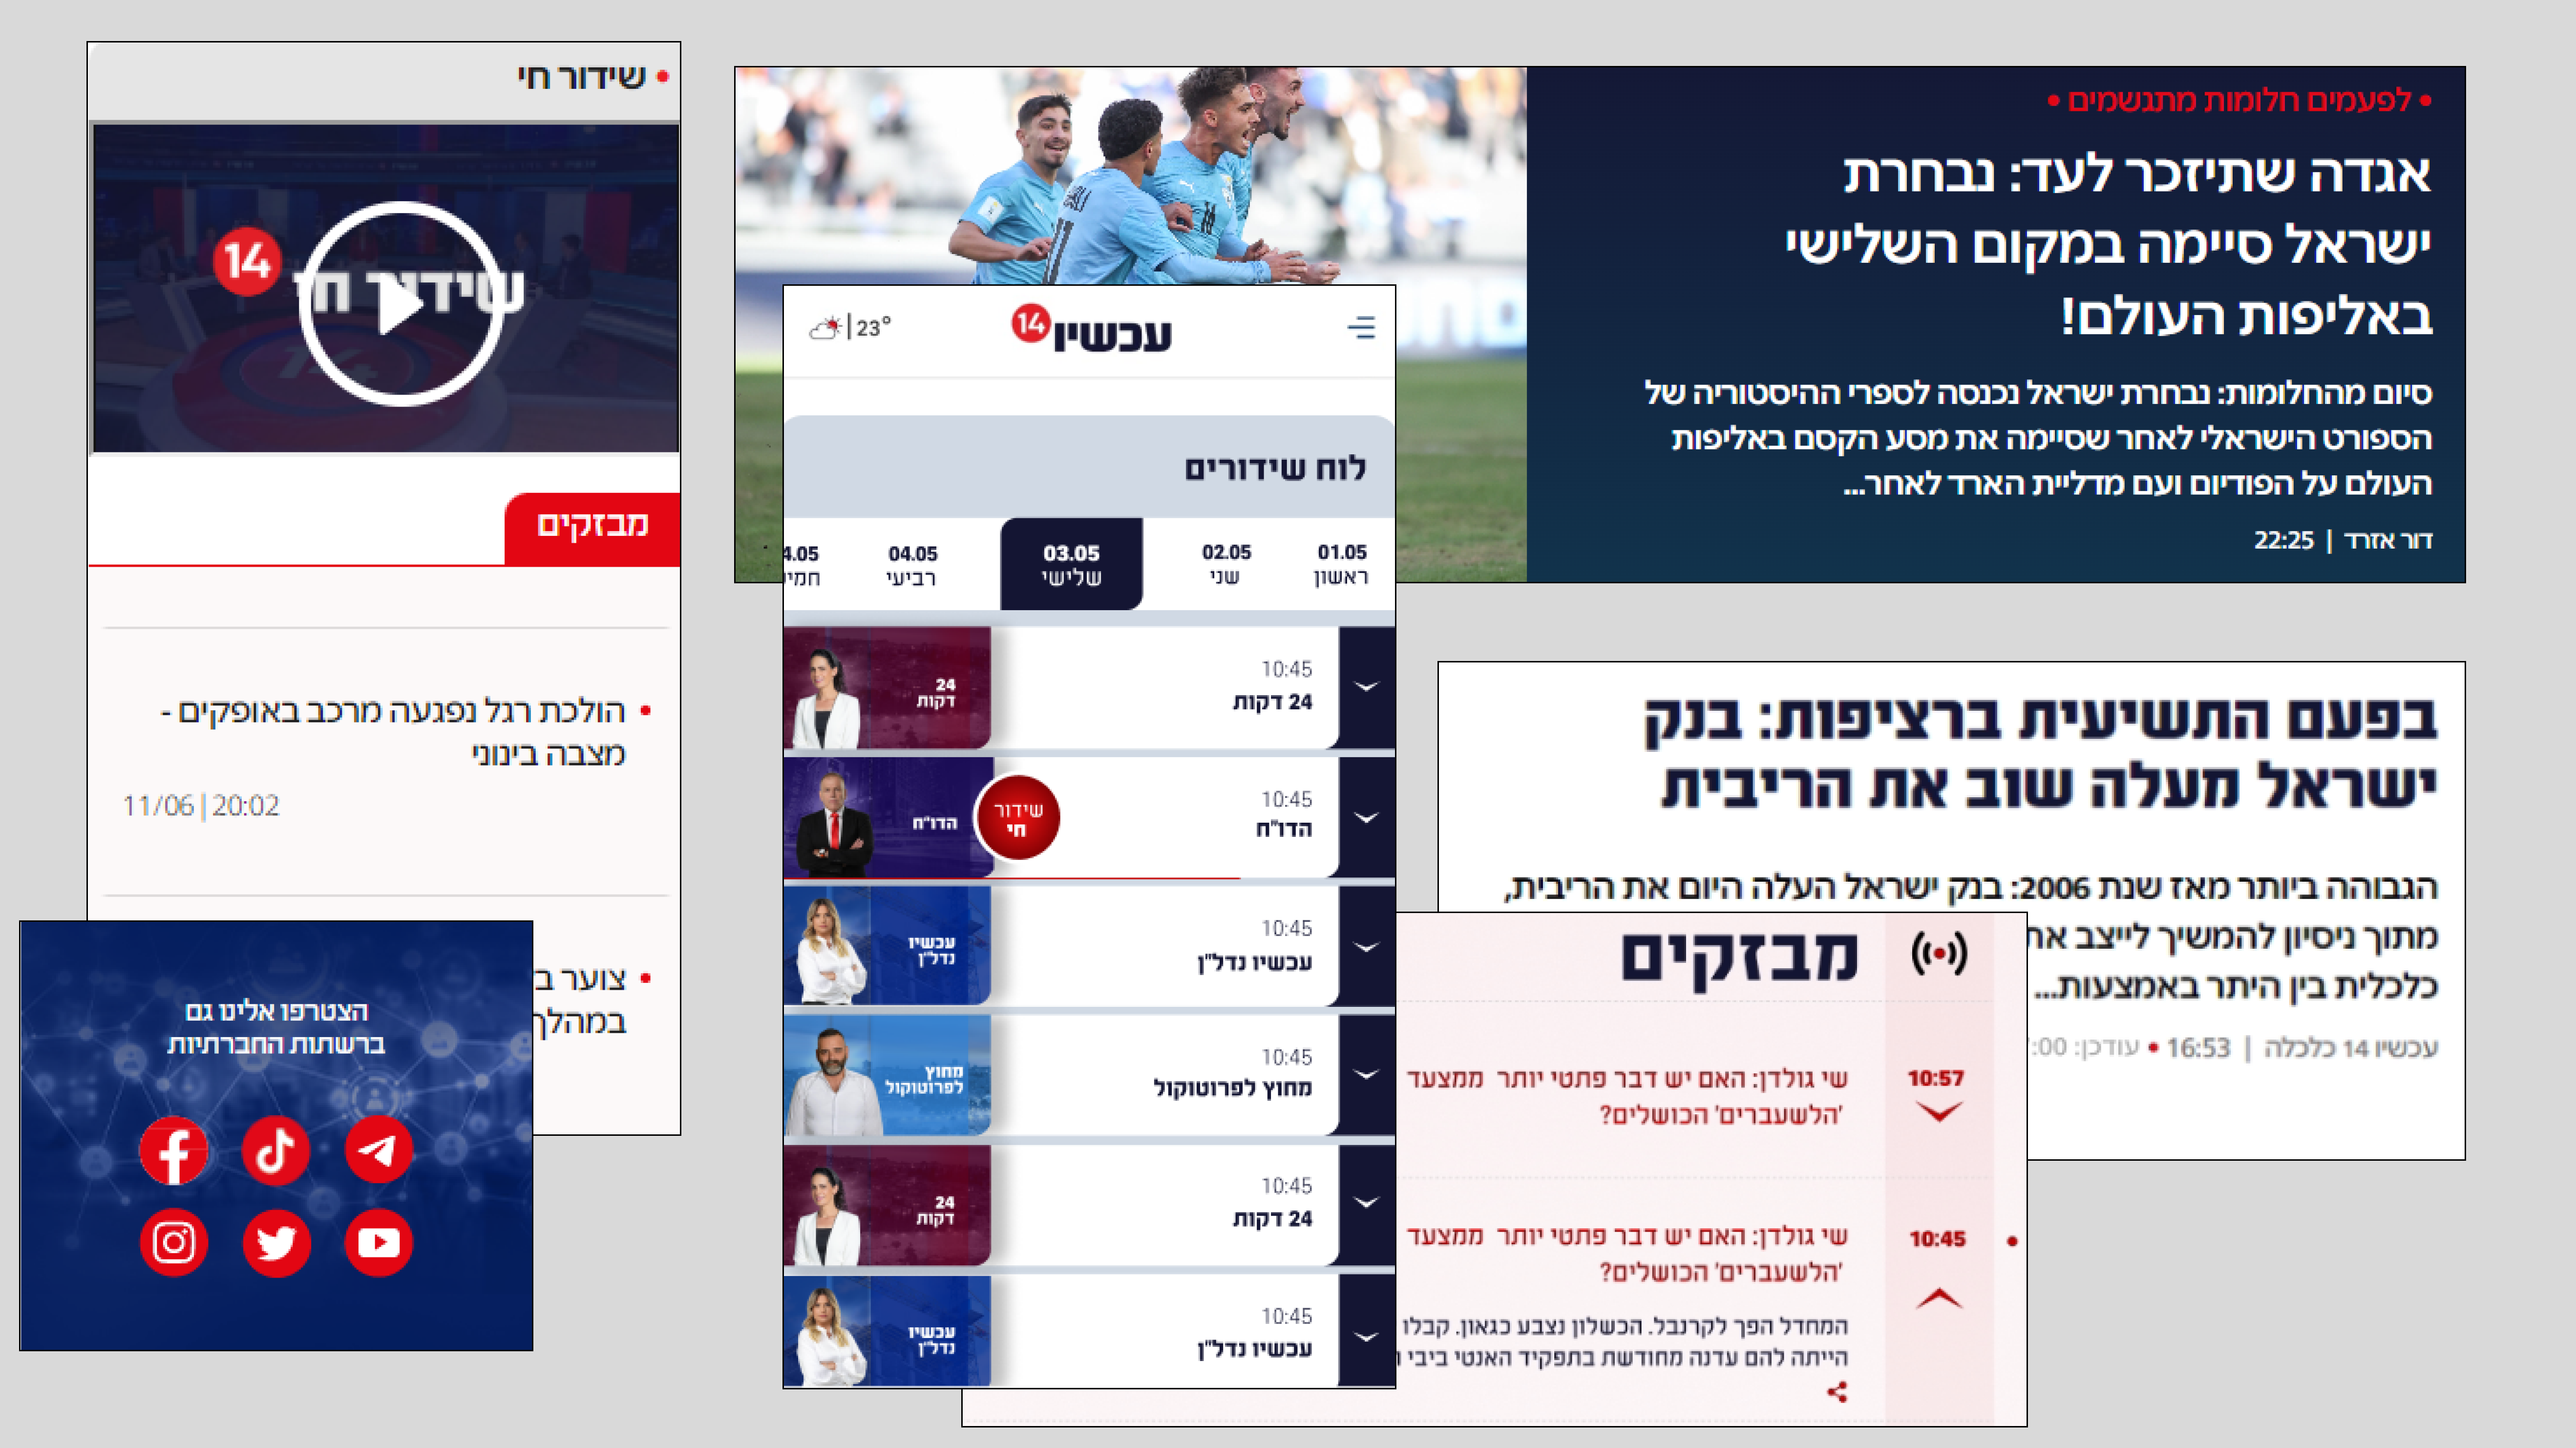 • שידור חי
14
שידור חי
מבזקים
• הולכת רגל נפגעה מרכב באופקים -
מצבה בינוני
11/06 | 20:02
• צוער
במהלך
הצטרפו אלינו גם
ברשתות החברתיות
• לפעמים חלומות מתגשמים •
אגדה שתיזכר לעד: נבחרת
ישראל סיימה במקום השלישי
באליפות העולם!
סיום מהחלומות: נבחרת ישראל נכנסה לספרי ההיסטוריה של
הספורט הישראלי לאחר שסיימה את מסע הקסם באליפות
העולם על הפודיום ועם מדליית הארד לאחר...
דור אזרד | 22:25
עכשיו 14
23°
לוח שידורים
01.05
ראשון
02.05
שני
03.05
שלישי
04.05
רביעי
10:45
24 דקות
24
דקות
10:45
הדו"ח
שידור
חי
הדו"ח
10:45
עכשיו נדל"ן
עכשיו
נדל"ן
10:45
מחוץ לפרוטוקול
מחוץ
לפרוטוקול
10:45
24 דקות
24
דקות
10:45
עכשיו נדל"ן
עכשיו
נדל"ן
בפעם התשיעית ברציפות: בנק
ישראל מעלה שוב את הריבית
הגבוהה ביותר מאז שנת 2006: בנק ישראל העלה היום את הריבית,
מתוך ניסיון להמשיך לייצב את
כלכלית בין היתר באמצעות...
עכשיו 14 כלכלה | 16:53 • עודכן: :00
מבזקים
10:57
שי גולדן: האם יש דבר פתטי יותר ממצעד
'הלשעברים' הכושלים?
10:45
שי גולדן: האם יש דבר פתטי יותר ממצעד
'הלשעברים' הכושלים?
המחדל הפך לקרנבל. הכשלון נצבע כגאון. קבלו
הייתה להם עדנה מחודשת בתפקיד האנטי ביבי